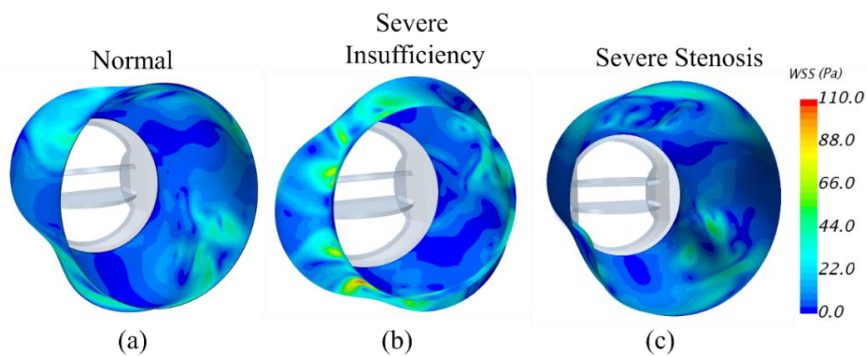 Normal
Severe
Insufficiency
Severe Stenosis
WSS (Pa)
110.0
88.0
66.0
44.0
22.0
0.0
(a)
(b)
(c)